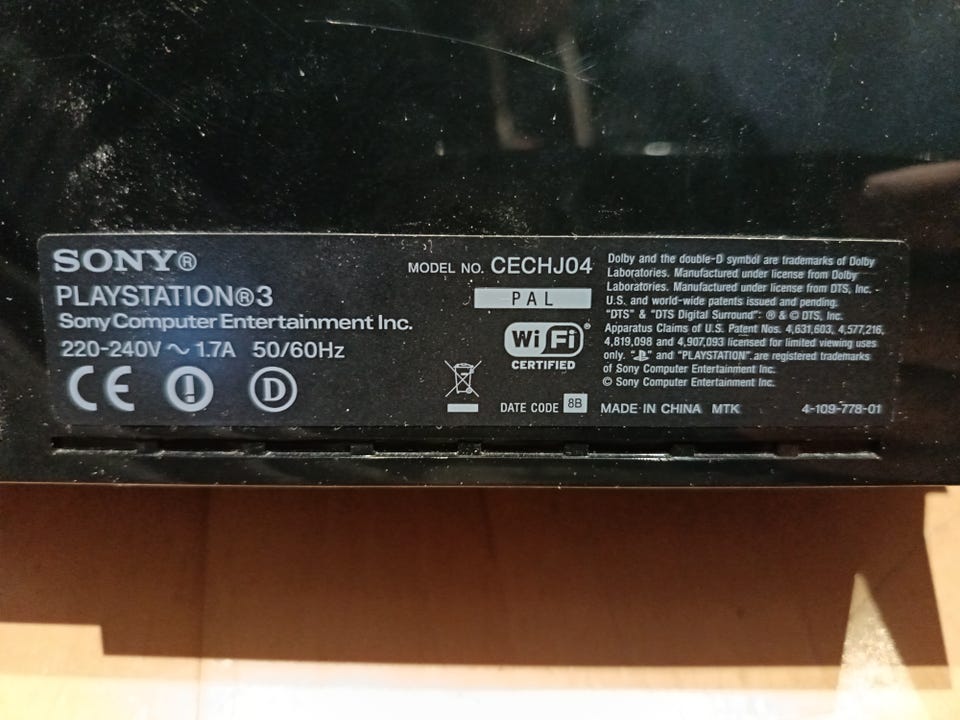 SONY®
PLAYSTATION®3
Sony Computer Entertainment Inc.
220-240V ~ 1.7A 50/60Hz
CE
D
MODEL NO. CECHJ04
PAL
Wi Fi ®
CERTIFIED
DATE CODE 8B
Dolby and the double-D symbol are trademarks of Dolby
Laboratories. Manufactured under license from Dolby
Laboratories. Manufactured under license from DTS, Inc.
U.S. and world-wide patents issued and pending.
"DTS" & "DTS Digital Surround": ® & © DTS, Inc.
Apparatus Claims of U.S. Patent Nos. 4,631,603, 4,577,216,
4,819,098 and 4,907,093 licensed for limited viewing uses
only. "PS" and "PLAYSTATION" are registered trademarks
of Sony Computer Entertainment Inc.
© Sony Computer Entertainment Inc.
MADE IN CHINA MTK 4-109-778-01